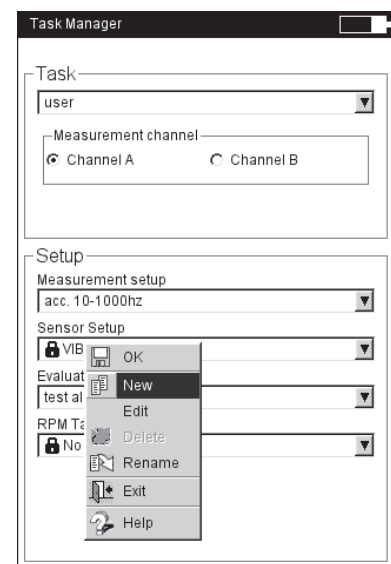 Task Manager
Task
user
Measurement channel
Channel A Channel B
Setup
Measurement setup
acc. 10-1000hz
Sensor Setup
VIB
OK
Evaluat
New
test al
Edit
RPM Ta
Delete
No
Rename
Exit
Help